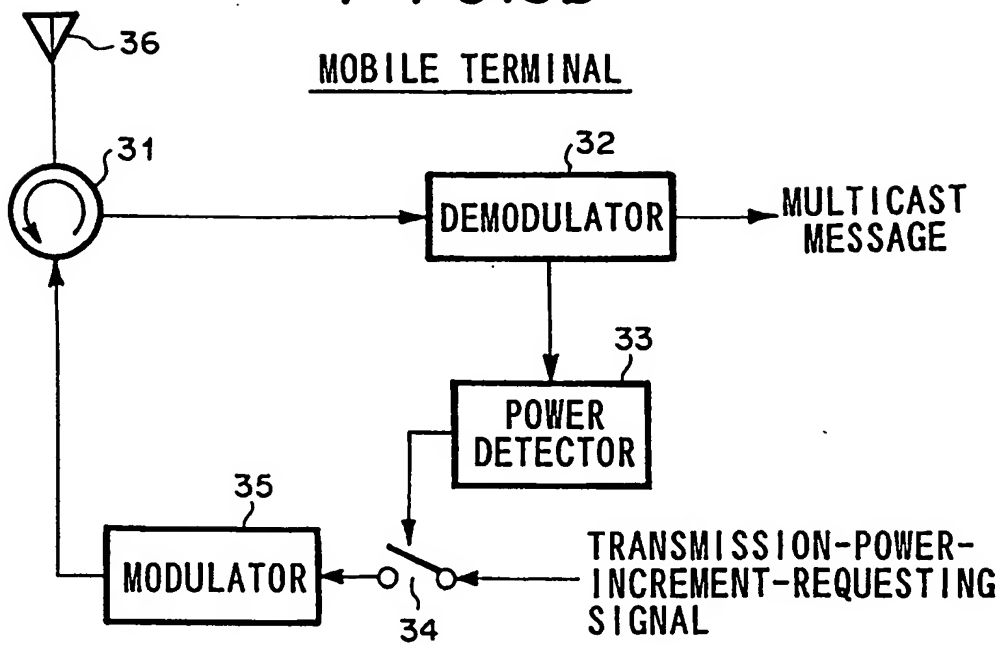 36
MOBILE TERMINAL
31
32
DEMODULATOR
MULTICAST
MESSAGE
33
POWER
DETECTOR
35
MODULATOR
34
TRANSMISSION-POWER-
INCREMENT-REQUESTING
SIGNAL